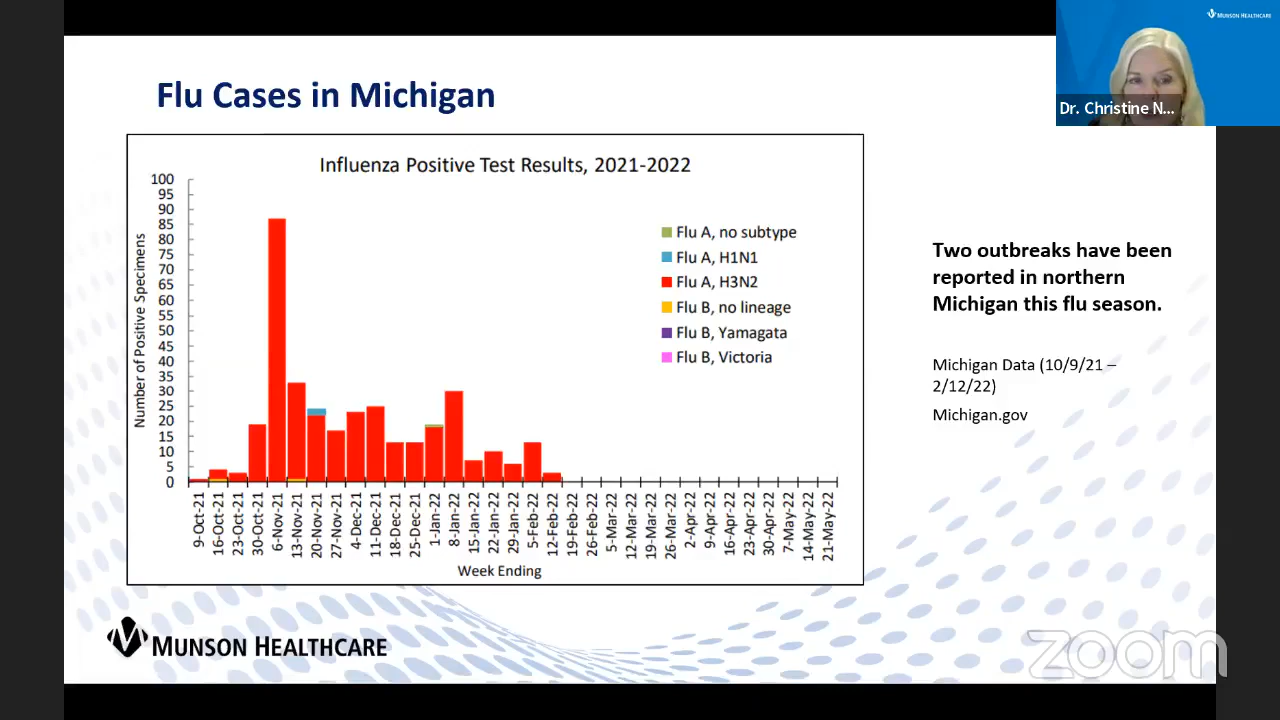 MUNSON HEALTHCARE
Dr. Christine N...
Flu Cases in Michigan
Influenza Positive Test Results, 2021-2022
Number of Positive Specimens
100
95
90
85
80
75
70
65
60
55
50
45
40
35
30
25
20
15
10
5
0
Flu A, no subtype
Flu A, H1N1
Flu A, H3N2
Flu B, no lineage
Flu B, Yamagata
Flu B, Victoria
9-Oct-21
16-Oct-21
23-Oct-21
30-Oct-21
6-Nov-21
13-Nov-21
20-Nov-21
27-Nov-21
4-Dec-21
11-Dec-21
18-Dec-21
25-Dec-21
1-Jan-22
8-Jan-22
15-Jan-22
22-Jan-22
29-Jan-22
5-Feb-22
12-Feb-22
19-Feb-22
26-Feb-22
5-Mar-22
12-Mar-22
19-Mar-22
26-Mar-22
2-Apr-22
9-Apr-22
16-Apr-22
23-Apr-22
30-Apr-22
7-May-22
14-May-22
21-May-22
Week Ending
Two outbreaks have been
reported in northern
Michigan this flu season.
Michigan Data (10/9/21 –
2/12/22)
Michigan.gov
MUNSON HEALTHCARE
zoom